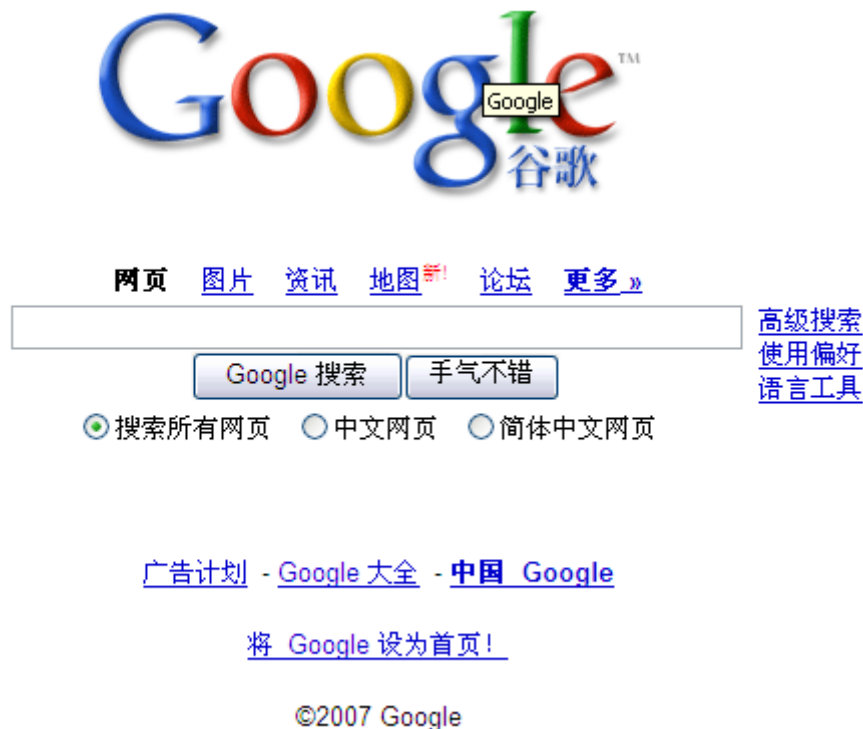 Google™
Google
谷歌
网页 图片 资讯 地图新! 论坛 更多 »
高级搜索
使用偏好
语言工具
Google 搜索 手气不错
搜索所有网页 中文网页 简体中文网页
广告计划 - Google 大全 - 中国 Google
将 Google 设为首页!
©2007 Google